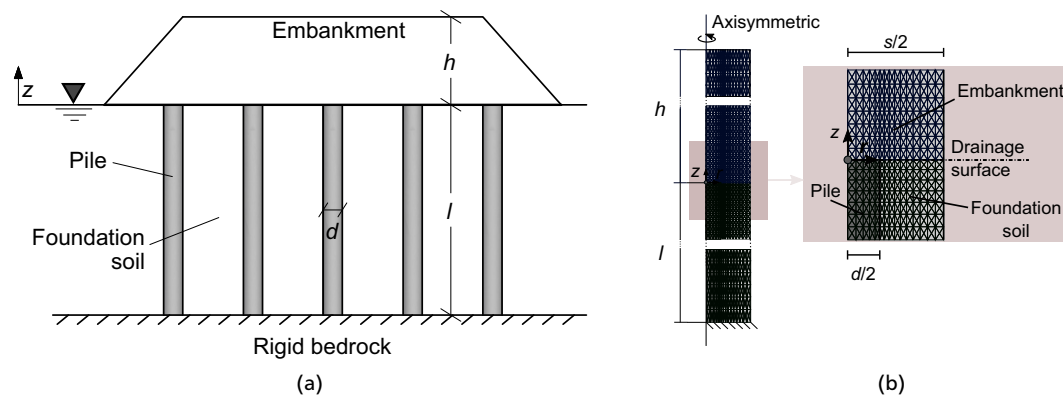 Embankment
h
z
Pile
Foundation
soil
d
l
Rigid bedrock
(a)
Axisymmetric
h
z
l
s/2
Embankment
z
r
Drainage
surface
Pile
Foundation
soil
d/2
(b)